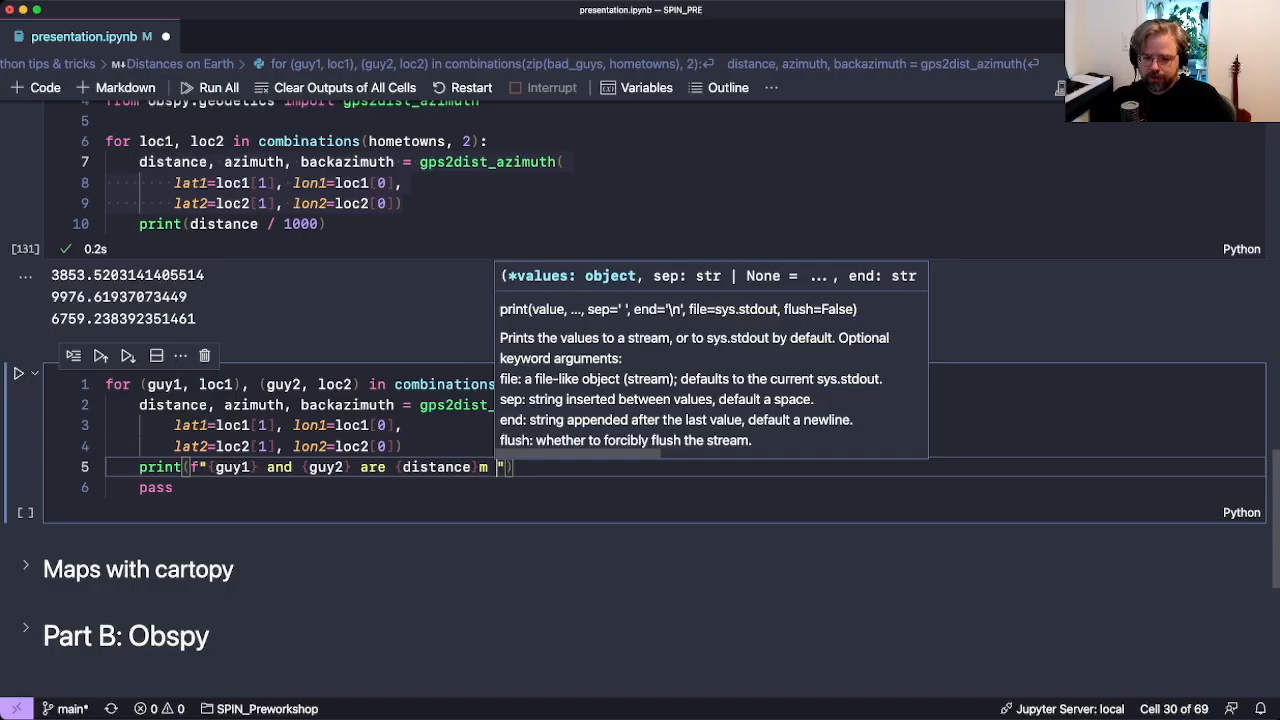 presentation.ipynb — SPIN_PRE
presentation.ipynb M
thon tips & tricks > M↓Distances on Earth > for (guy1, loc1), (guy2, loc2) in combinations(zip(bad_guys, hometowns), 2):↵ distance, azimuth, backazimuth = gps2dist_azimuth(↵
+ Code + Markdown Run All Clear Outputs of All Cells Restart Interrupt Variables Outline ...
4 from obspy.geodetics import gps2dist_azimuth
5
6 for loc1, loc2 in combinations(hometowns, 2):
7 distance, azimuth, backazimuth = gps2dist_azimuth(
8 lat1=loc1[1], lon1=loc1[0],
9 lat2=loc2[1], lon2=loc2[0])
10 print(distance / 1000)
[131] ✓ 0.2s Python
... 3853.5203141405514
9976.61937073449
6759.238392351461
(*values: object, sep: str | None = ..., end: str
print(value, ..., sep=' ', end='\n', file=sys.stdout, flush=False)
Prints the values to a stream, or to sys.stdout by default. Optional
keyword arguments:
file: a file-like object (stream); defaults to the current sys.stdout.
sep: string inserted between values, default a space.
end: string appended after the last value, default a newline.
flush: whether to forcibly flush the stream.
1 for (guy1, loc1), (guy2, loc2) in combinations
2 distance, azimuth, backazimuth = gps2dist_
3 lat1=loc1[1], lon1=loc1[0],
4 lat2=loc2[1], lon2=loc2[0])
5 print(f"{guy1} and {guy2} are {distance}m ")
6 pass
[ ] Python
Maps with cartopy
Part B: Obspy
main* 0 0 SPIN_Preworkshop Jupyter Server: local Cell 30 of 69